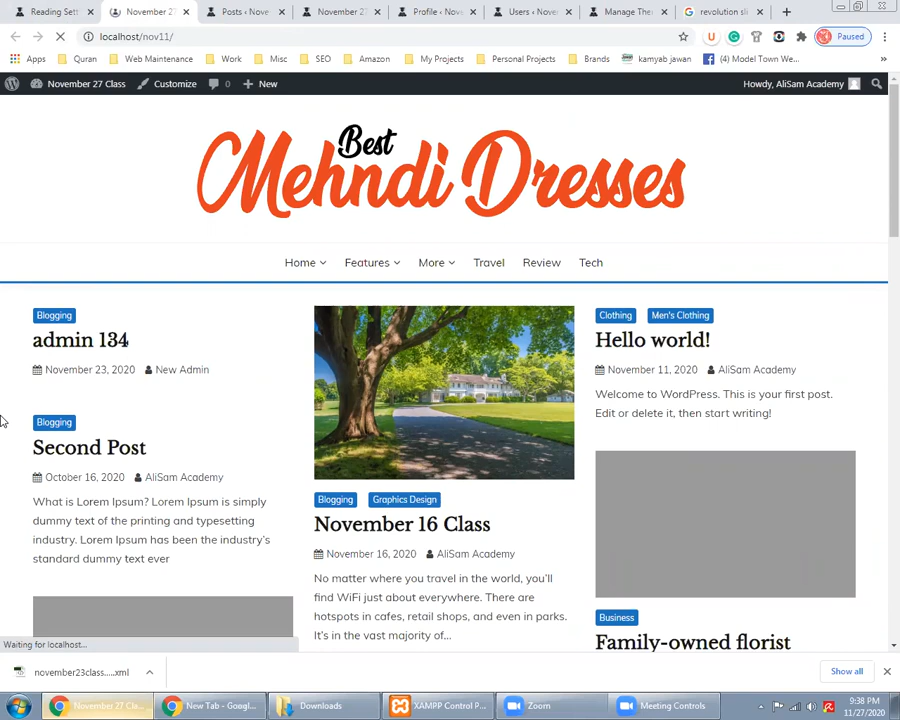 Reading Sett
November 27
Posts ‹ Nove
November 27
Profile ‹ Nov
Users ‹ Nove
Manage The
revolution sli
localhost/nov11/
Paused
Apps
Quran
Web Maintenance
Work
Misc
SEO
Amazon
My Projects
Personal Projects
Brands
kamyab jawan
(4) Model Town We...
November 27 Class
Customize
0
New
Howdy, AliSam Academy
Best
Mehndi Dresses
Home
Features
More
Travel
Review
Tech
Blogging
admin 134
November 23, 2020 New Admin
Blogging
Second Post
October 16, 2020 AliSam Academy
What is Lorem Ipsum? Lorem Ipsum is simply
dummy text of the printing and typesetting
industry. Lorem Ipsum has been the industry's
standard dummy text ever
Blogging Graphics Design
November 16 Class
November 16, 2020 AliSam Academy
No matter where you travel in the world, you'll
find WiFi just about everywhere. There are
hotspots in cafes, retail shops, and even in parks.
It's in the vast majority of...
Clothing Men's Clothing
Hello world!
November 11, 2020 AliSam Academy
Welcome to WordPress. This is your first post.
Edit or delete it, then start writing!
Business
Family-owned florist
Waiting for localhost...
november23class.....xml
Show all
November 27 Cla...
New Tab - Googl...
Downloads
XAMPP Control P...
Zoom
Meeting Controls
9:38 PM
11/27/2020